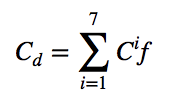 C_d = \sum_{i=1}^{7} C^i f